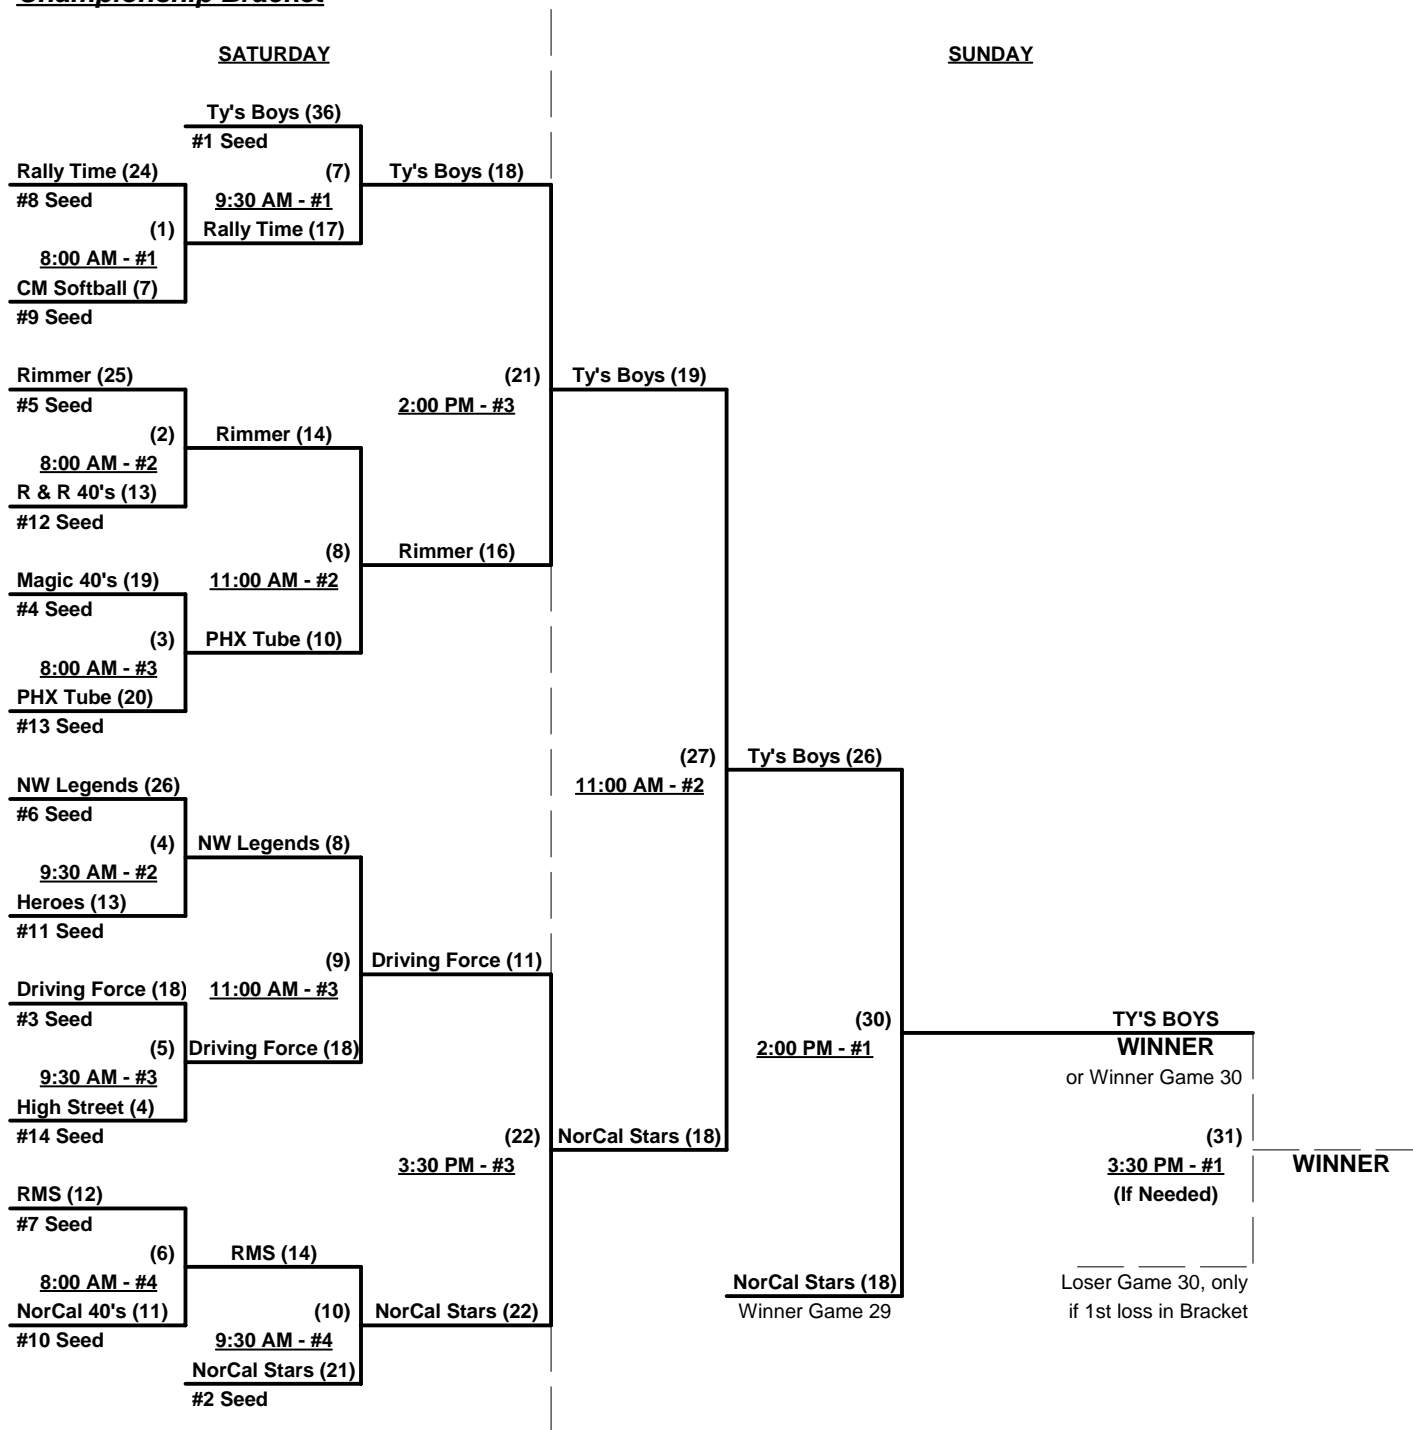 Championship Bracket
SATURDAY
SUNDAY
Ty's Boys (36)
#1 Seed
Rally Time (24)
(7)
Ty's Boys (18)
#8 Seed
9:30 AM - #1
(1)
Rally Time (17)
8:00 AM - #1
CM Softball (7)
#9 Seed
Rimmer (25)
(21)
Ty's Boys (19)
#5 Seed
2:00 PM - #3
(2)
Rimmer (14)
8:00 AM - #2
R & R 40's (13)
#12 Seed
(8)
Rimmer (16)
Magic 40's (19)
11:00 AM - #2
#4 Seed
(3)
PHX Tube (10)
8:00 AM - #3
PHX Tube (20)
#13 Seed
(27)
Ty's Boys (26)
NW Legends (26)
11:00 AM - #2
#6 Seed
(4)
NW Legends (8)
9:30 AM - #2
Heroes (13)
#11 Seed
(9)
Driving Force (11)
Driving Force (18)
11:00 AM - #3
#3 Seed
(30)
TY'S BOYS
(5)
Driving Force (18)
2:00 PM - #1
WINNER
9:30 AM - #3
or Winner Game 30
High Street (4)
#14 Seed
(22)
NorCal Stars (18)
(31)
3:30 PM - #3
3:30 PM - #1
WINNER
(If Needed)
RMS (12)
#7 Seed
(6)
RMS (14)
8:00 AM - #4
NorCal Stars (18)
Loser Game 30, only
NorCal 40's (11)
(10)
NorCal Stars (22)
Winner Game 29
if 1st loss in Bracket
#10 Seed
9:30 AM - #4
NorCal Stars (21)
#2 Seed